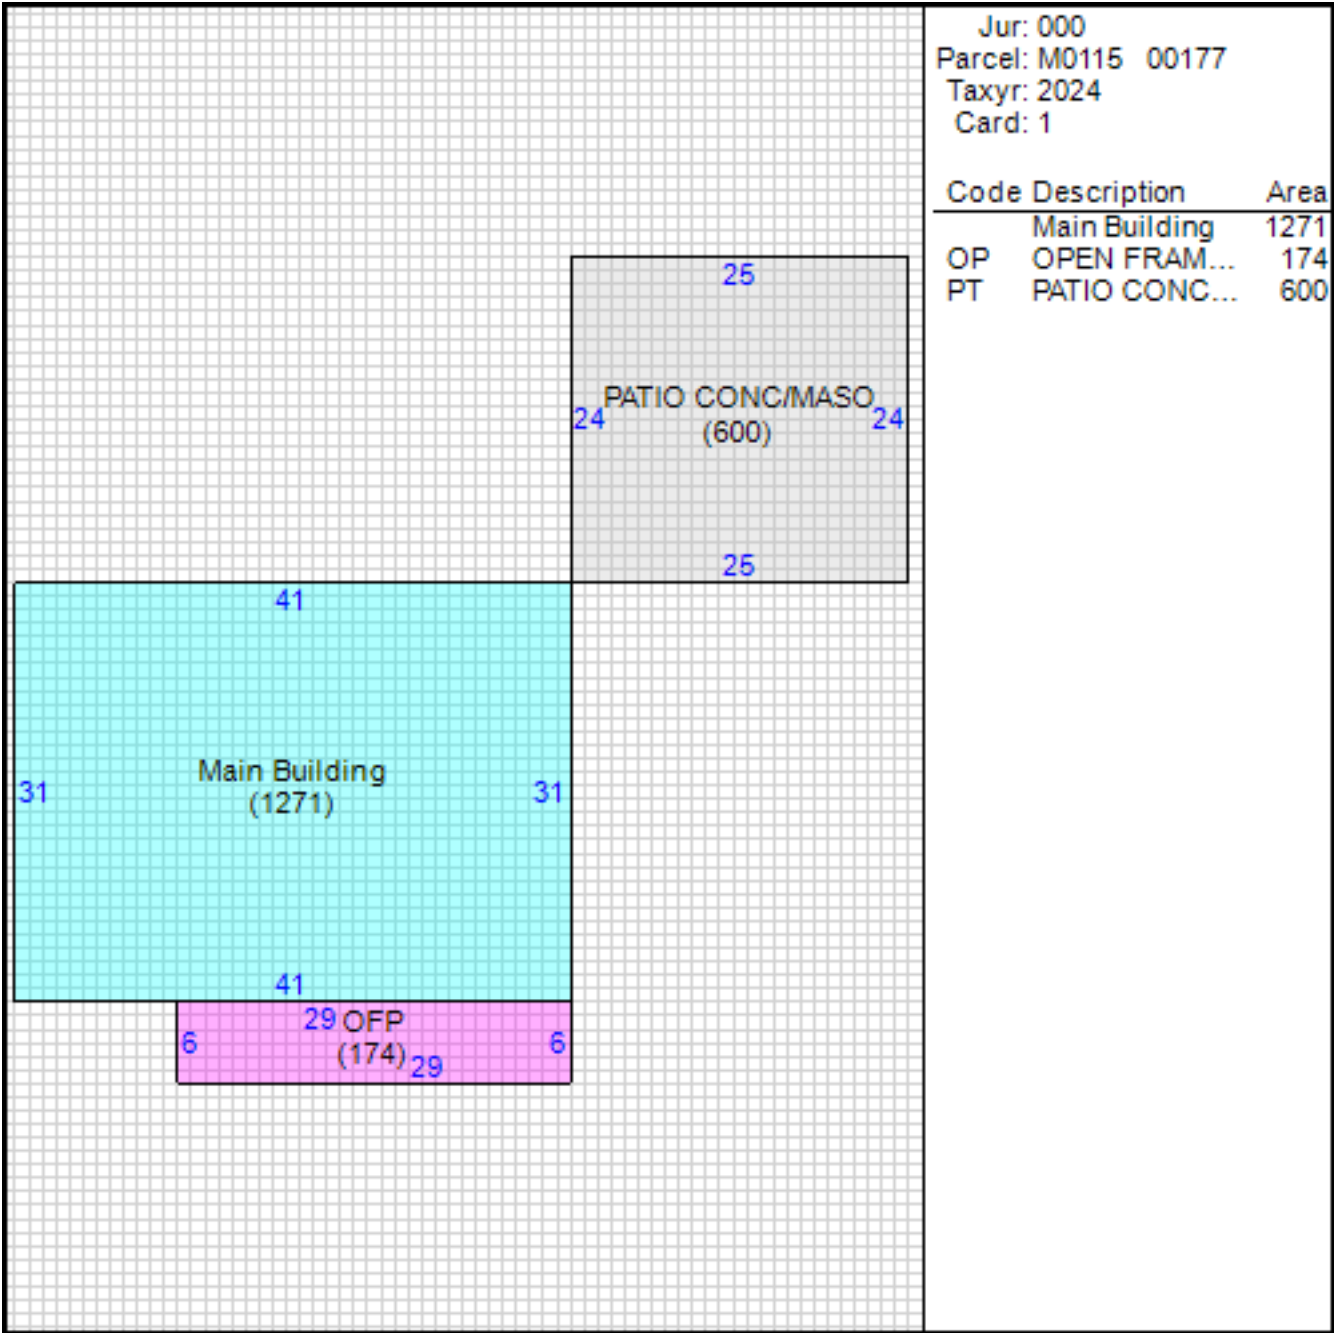 Jur: 000
Parcel: M0115 00177
Taxyr: 2024
Card: 1
Code Description Area
Main Building 1271
OP OPEN FRAM... 174
PT PATIO CONC... 600
25
PATIO CONC/MASO
24 24
(600)
25
41
Main Building
31 31
(1271)
41
29 OFP
6 6
(174) 29